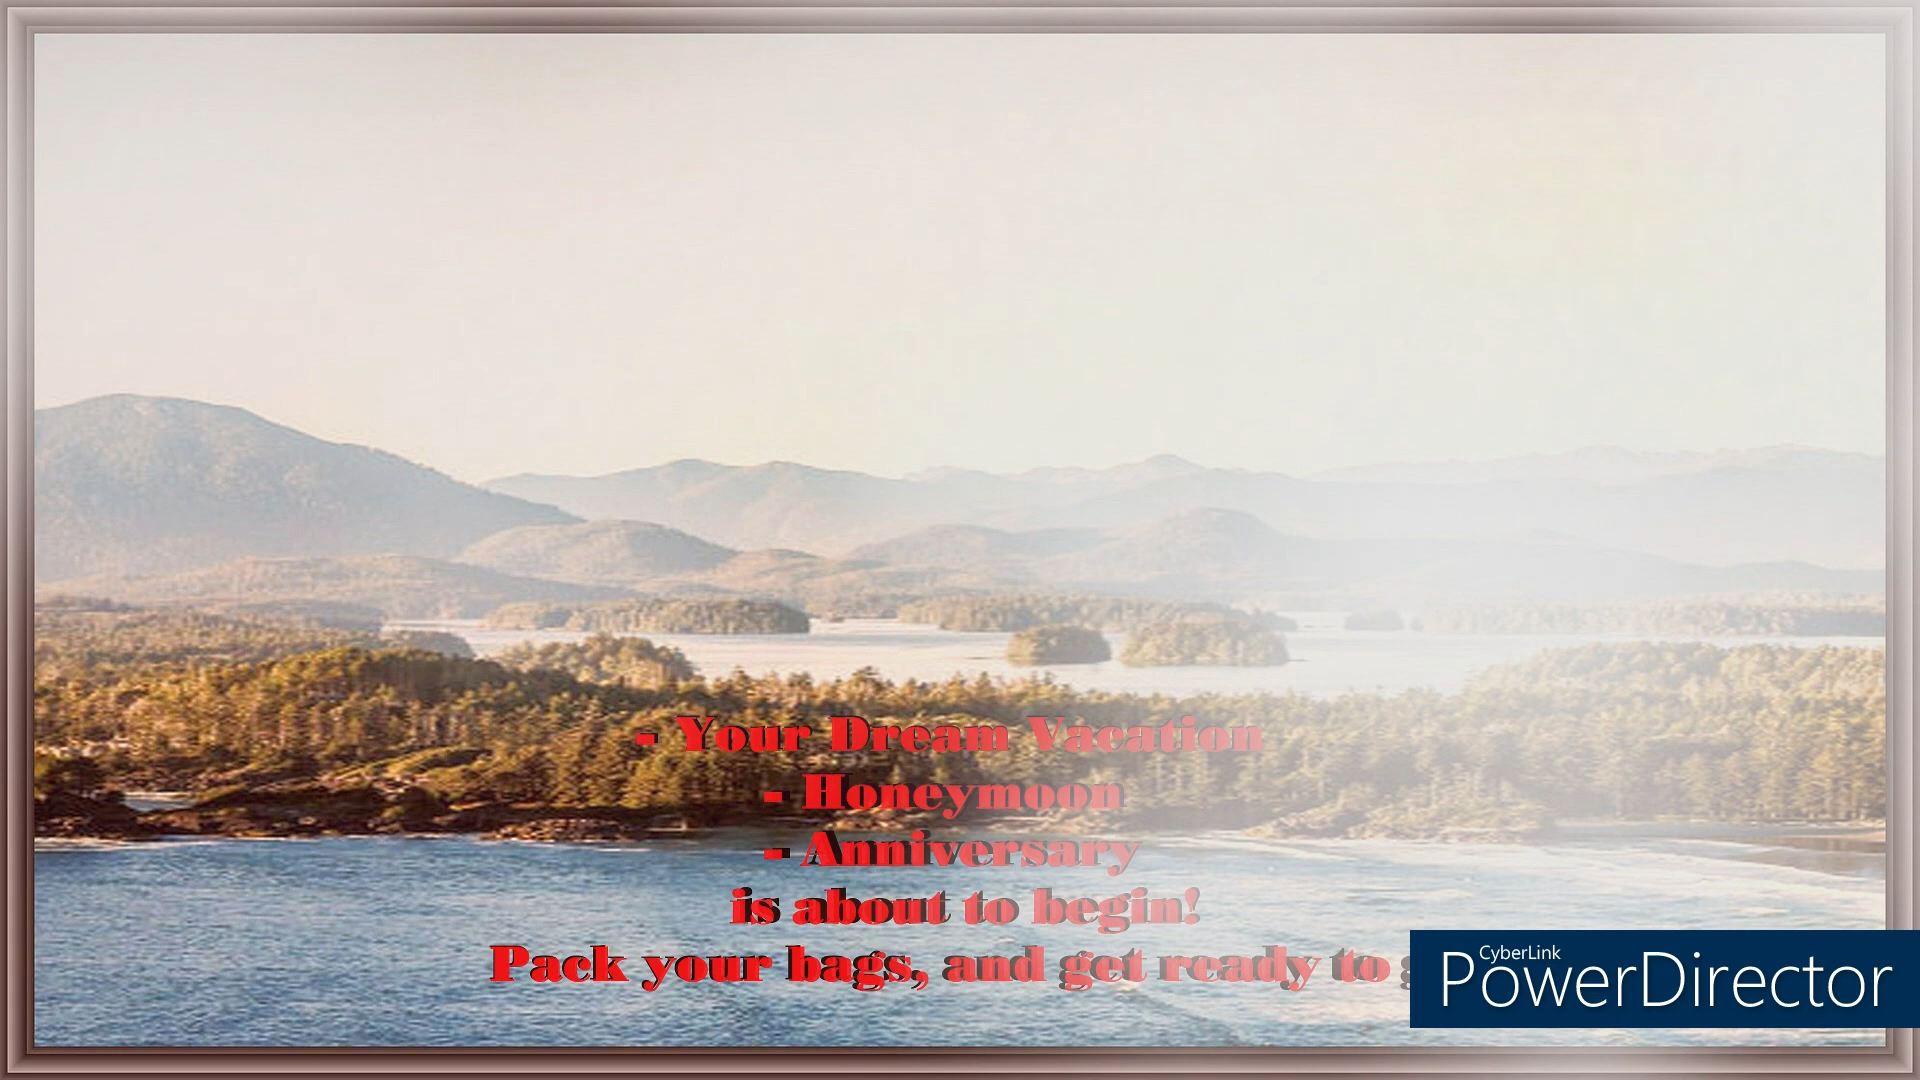 - Your Dream Vacation
- Honeymoon
- Anniversary
is about to begin!
Pack your bags, and get ready to
CyberLink
PowerDirector